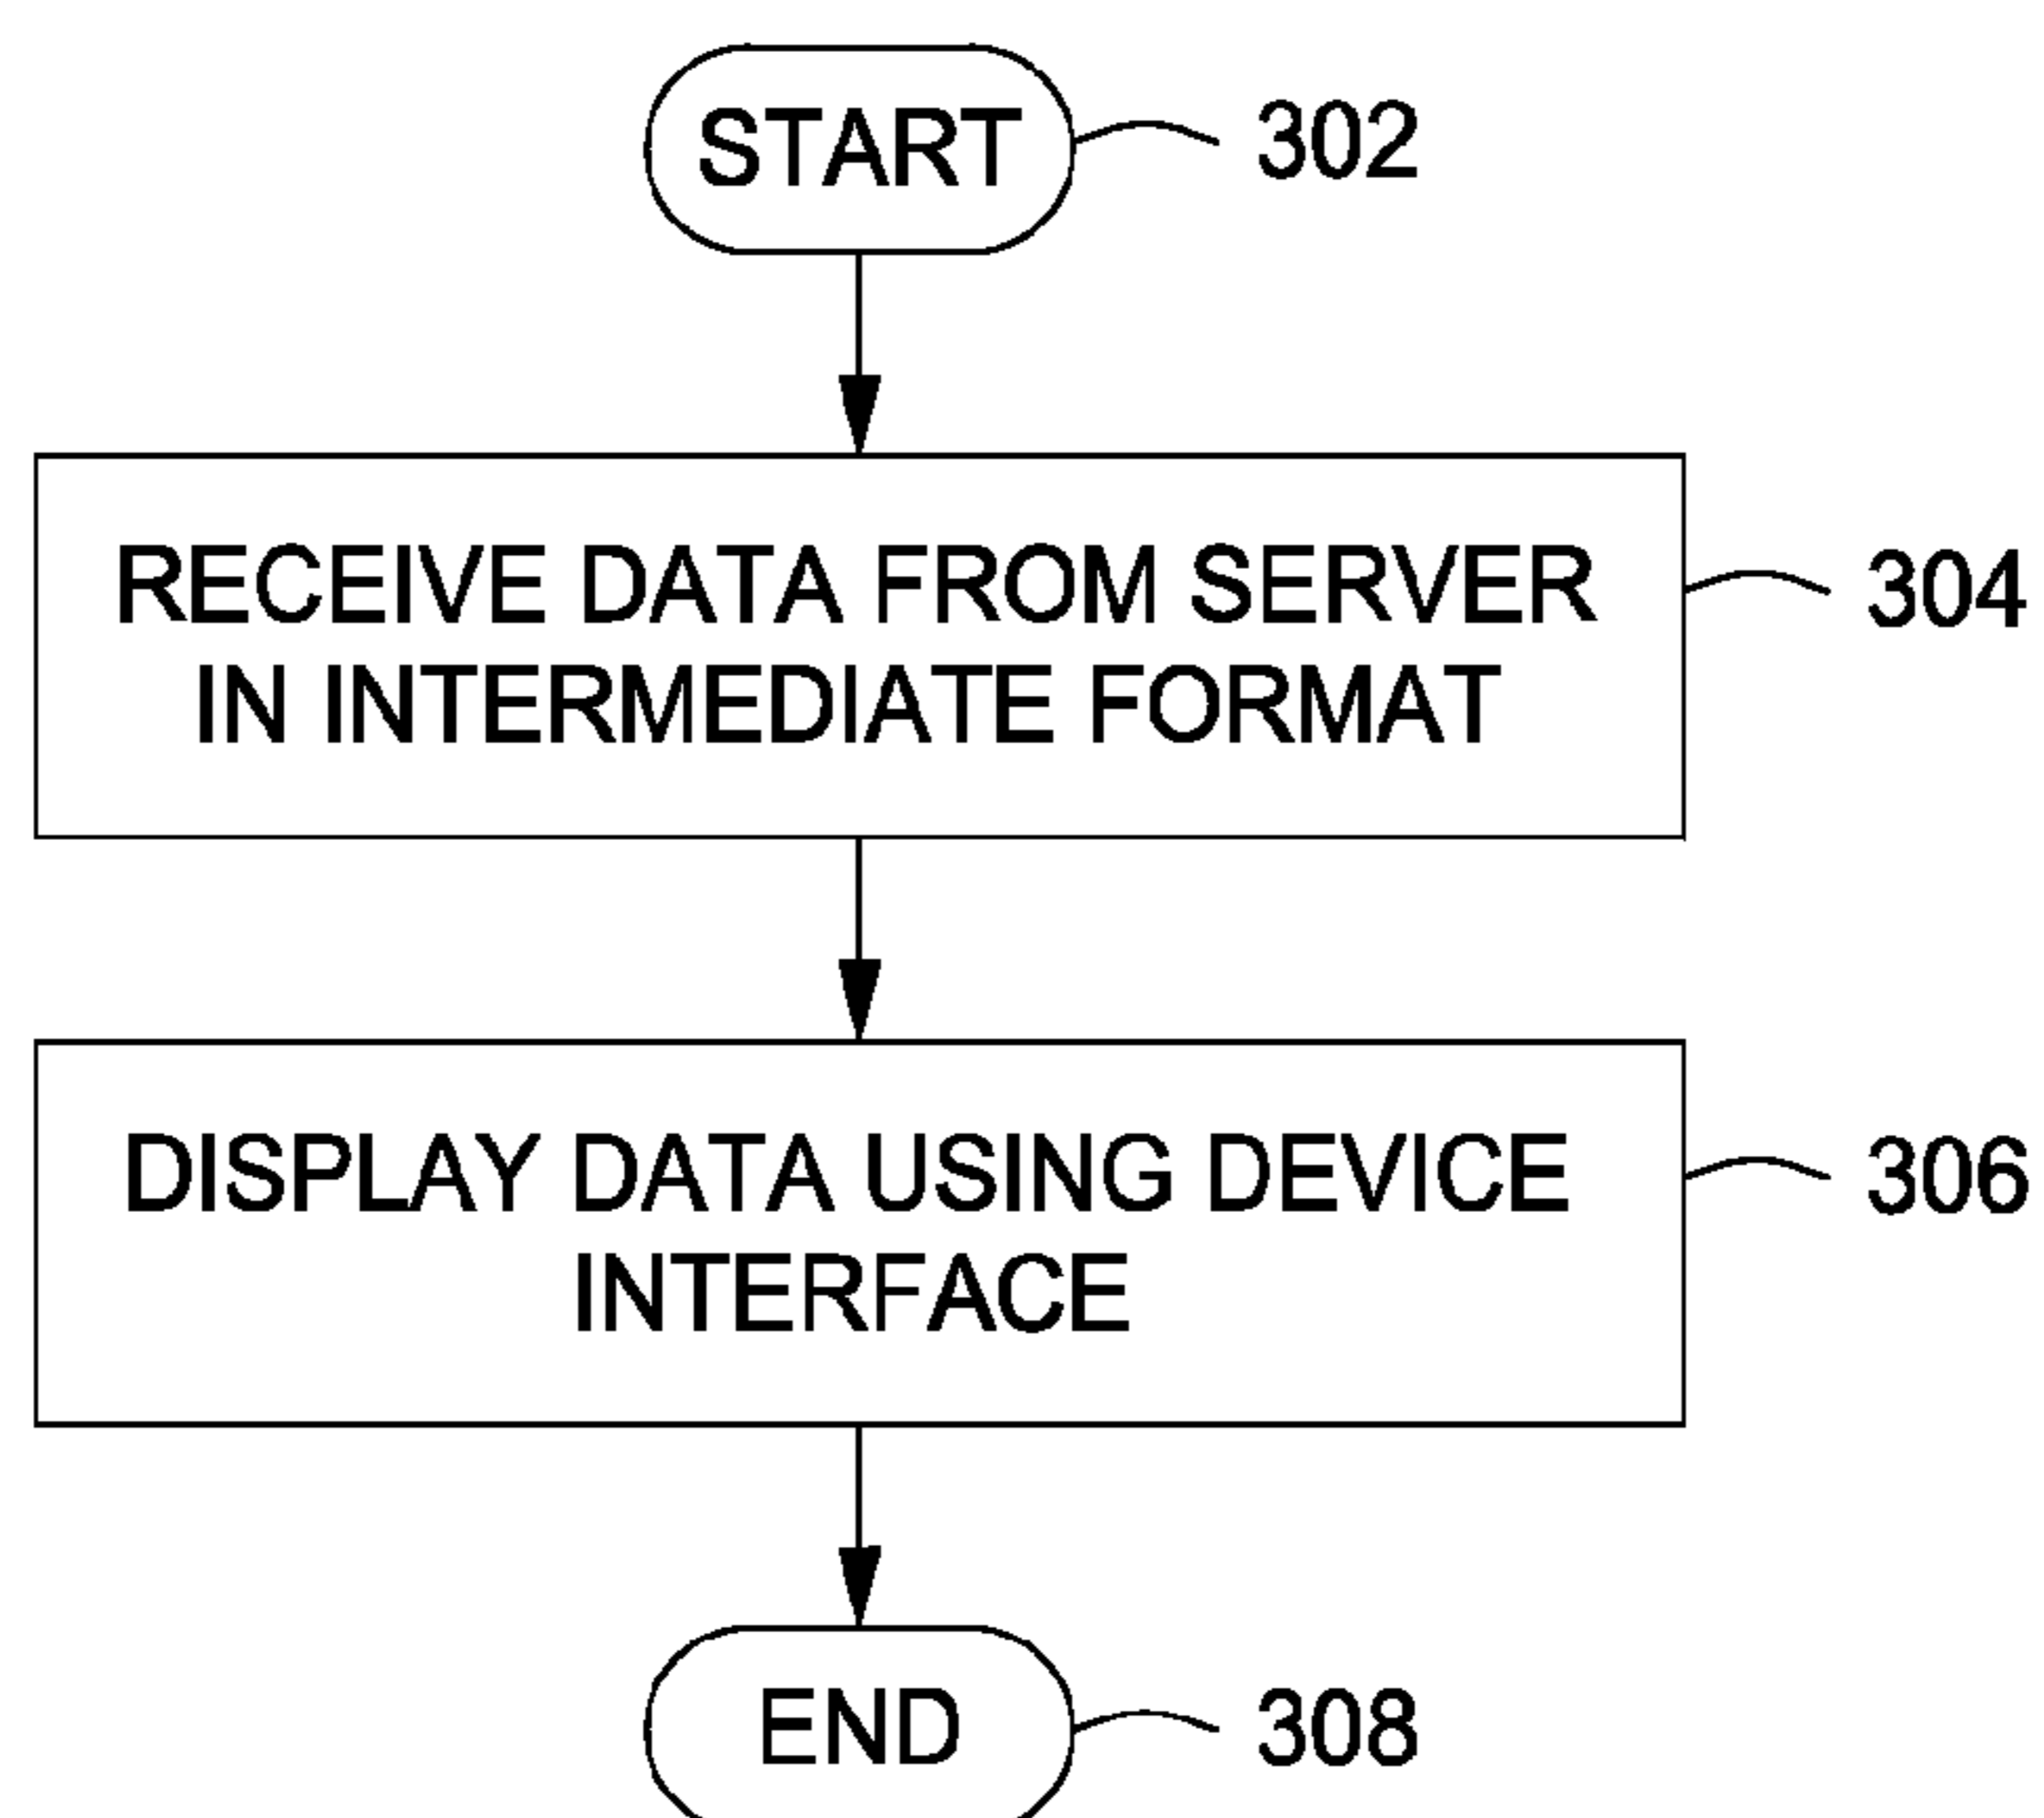 START 302
RECEIVE DATA FROM SERVER 304
IN INTERMEDIATE FORMAT
DISPLAY DATA USING DEVICE 306
INTERFACE
END 308